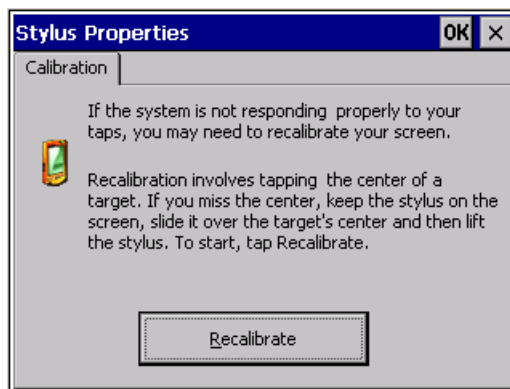 Stylus Properties OK ×
Calibration
If the system is not responding properly to your
taps, you may need to recalibrate your screen.
Recalibration involves tapping the center of a
target. If you miss the center, keep the stylus on the
screen, slide it over the target's center and then lift
the stylus. To start, tap Recalibrate.
Recalibrate